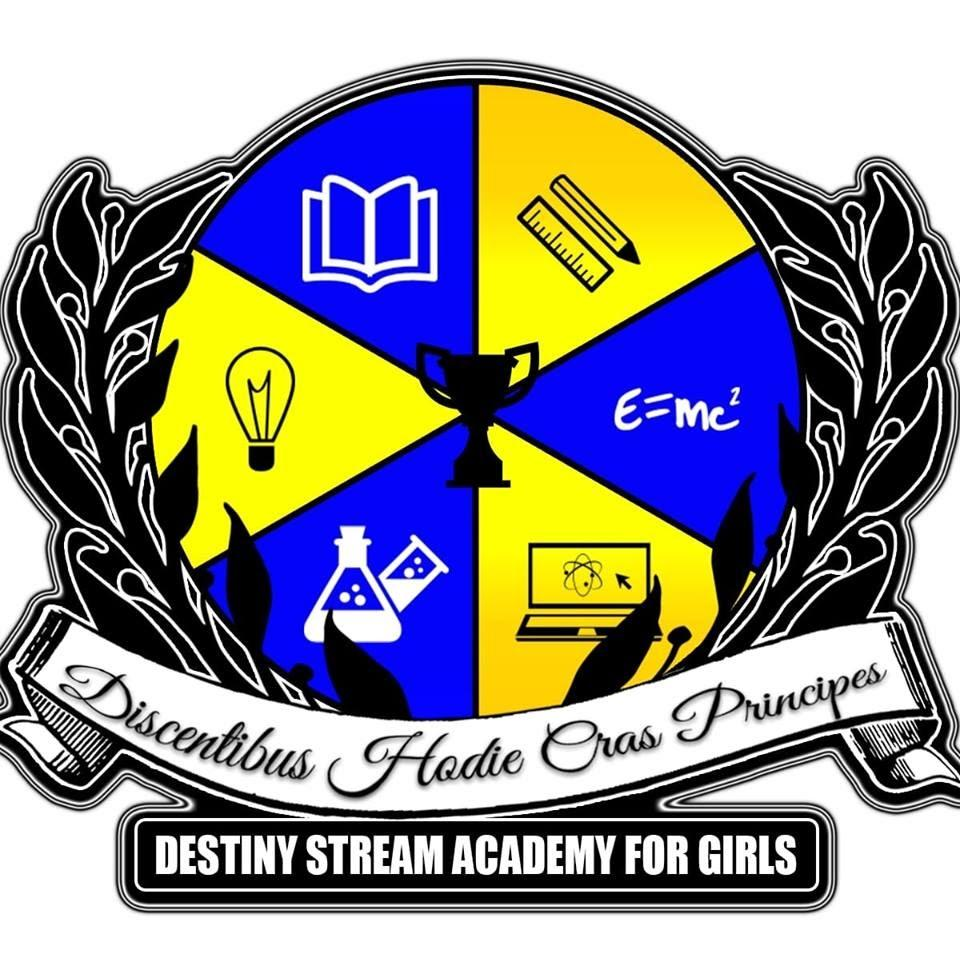 E=mc²
Discentibus Hodie Cras Principes
DESTINY STREAM ACADEMY FOR GIRLS